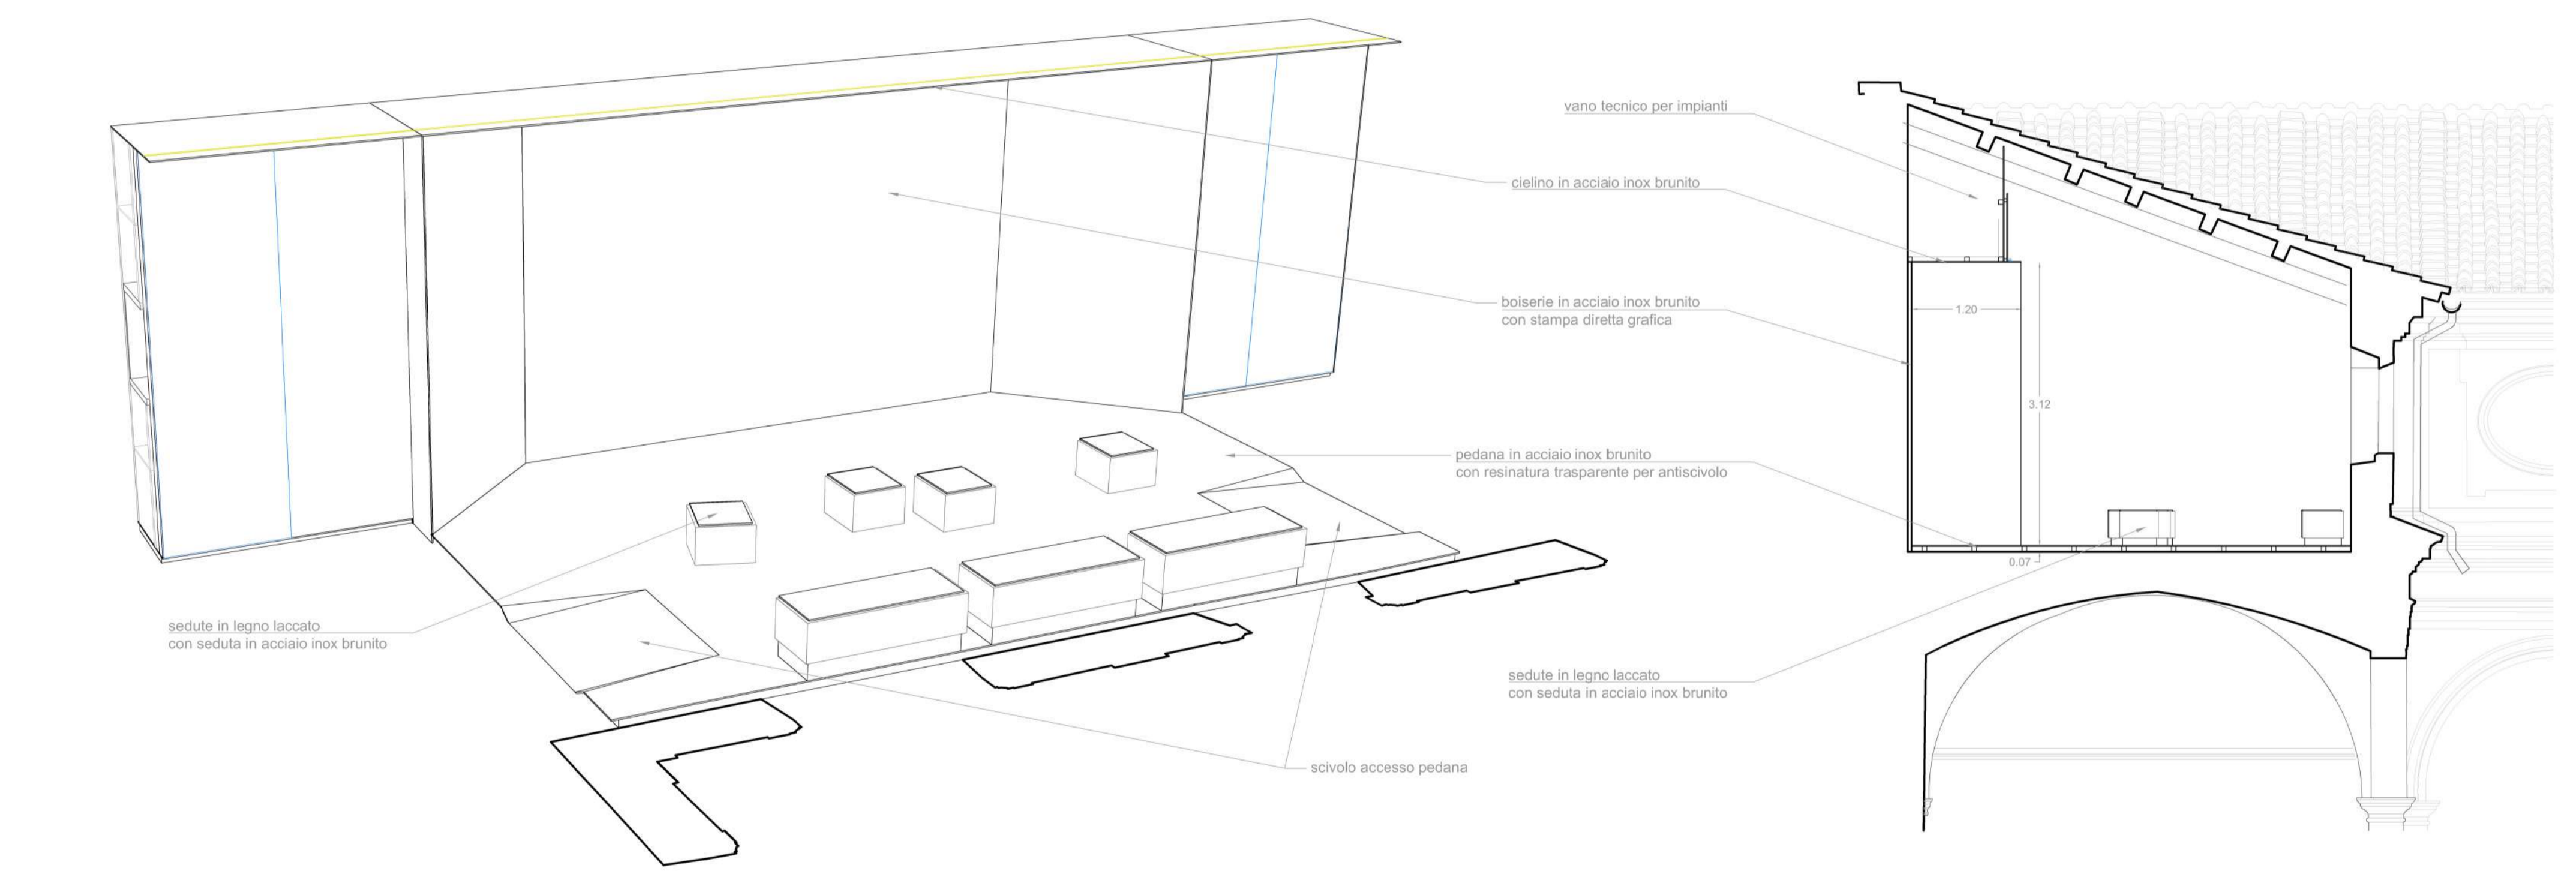 vano tecnico per impianti
cielino in acciaio inox brunito
boiserie in acciaio inox brunito
con stampa diretta grafica
1.20
3.12
pedana in acciaio inox brunito
con resinatura trasparente per antiscivolo
0.07
sedute in legno laccato
con seduta in acciaio inox brunito
sedute in legno laccato
con seduta in acciaio inox brunito
scivolo accesso pedana